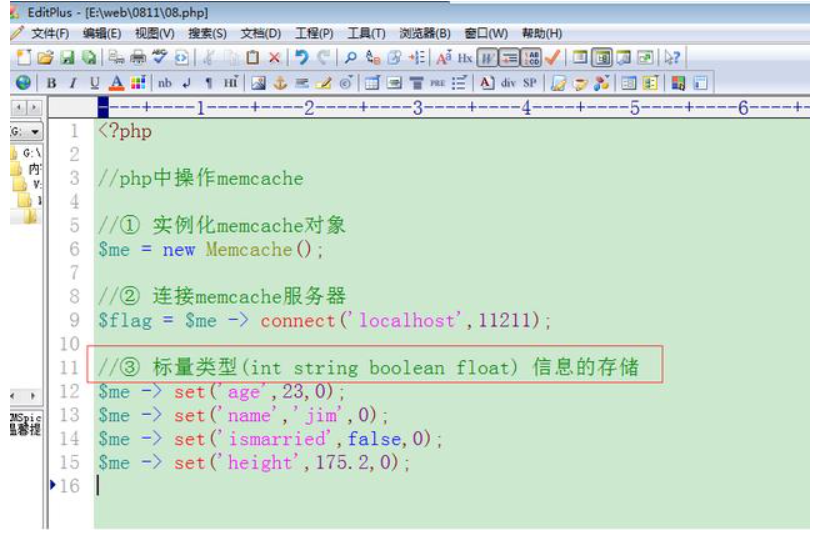 EditPlus - [E:\web\0811\08.php]
文件(F) 编辑(E) 视图(V) 搜索(S) 文档(D) 工程(P) 工具(T) 浏览器(B) 窗口(W) 帮助(H)
B I U A nb HI PRE A div SP
----+----1----+----2----+----3----+----4----+----5----+----6----+-
1 <?php
2
3 //php中操作memcache
4
5 //① 实例化memcache对象
6 $me = new Memcache();
7
8 //② 连接memcache服务器
9 $flag = $me -> connect('localhost',11211);
10
11 //③ 标量类型(int string boolean float) 信息的存储
12 $me -> set('age',23,0);
13 $me -> set('name','jim',0);
14 $me -> set('ismarried',false,0);
15 $me -> set('height',175.2,0);
16
G:
G:\
内